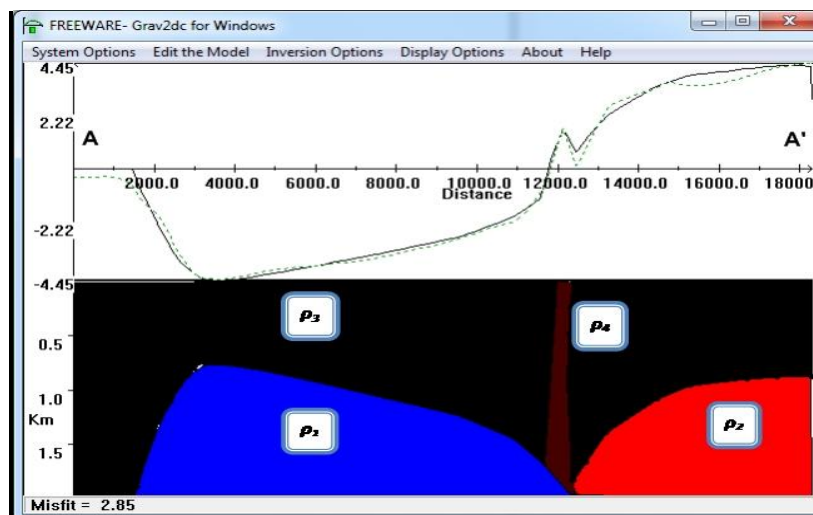 FREEWARE- Grav2dc for Windows
System Options Edit the Model Inversion Options Display Options About Help
4.45
2.22
A A'
2000.0 4000.0 6000.0 8000.0 10000.0 12000.0 14000.0 16000.0 18000
Distance
-2.22
-4.45
ρ₃ ρ₄
0.5
1.0
Km
ρ₁ ρ₂
1.5
Misfit = 2.85